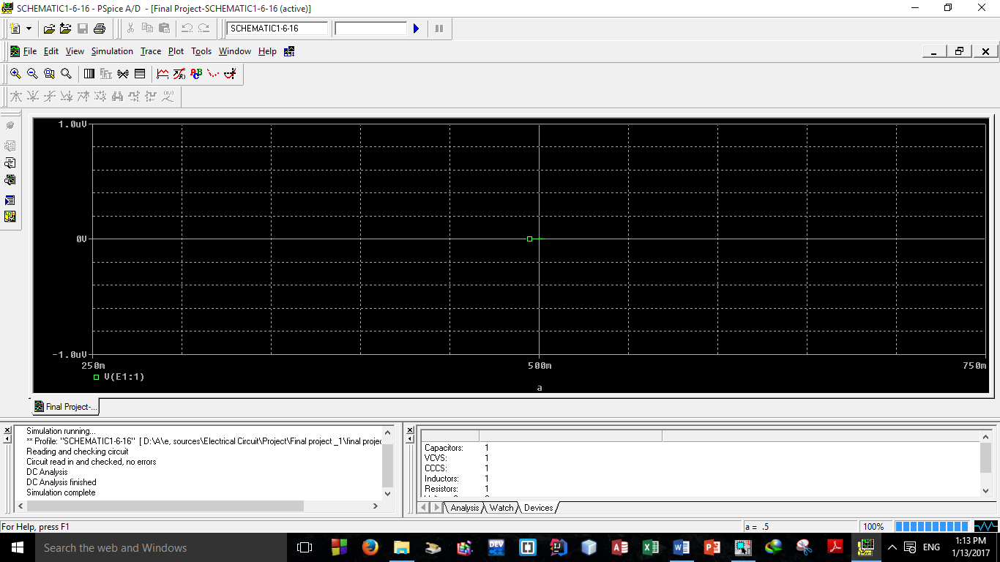 SCHEMATIC1-6-16 - PSpice A/D - [Final Project-SCHEMATIC1-6-16 (active)]
SCHEMATIC1-6-16
File Edit View Simulation Trace Plot Tools Window Help
1.0uV
0V
-1.0uV
250m 500m 750m
V(E1:1)
a
Final Project-...
Simulation running...
** Profile: "SCHEMATIC1-6-16" [ D:\A\e, sources\Electrical Circuit\Project\Final project _1\final projec
Reading and checking circuit
Circuit read in and checked, no errors
DC Analysis
DC Analysis finished
Simulation complete
Capacitors: 1
VCVS: 1
CCCS: 1
Inductors: 1
Resistors: 1
Analysis Watch Devices
For Help, press F1 a = .5 100%
Search the web and Windows
DEV
ENG
1:13 PM
1/13/2017